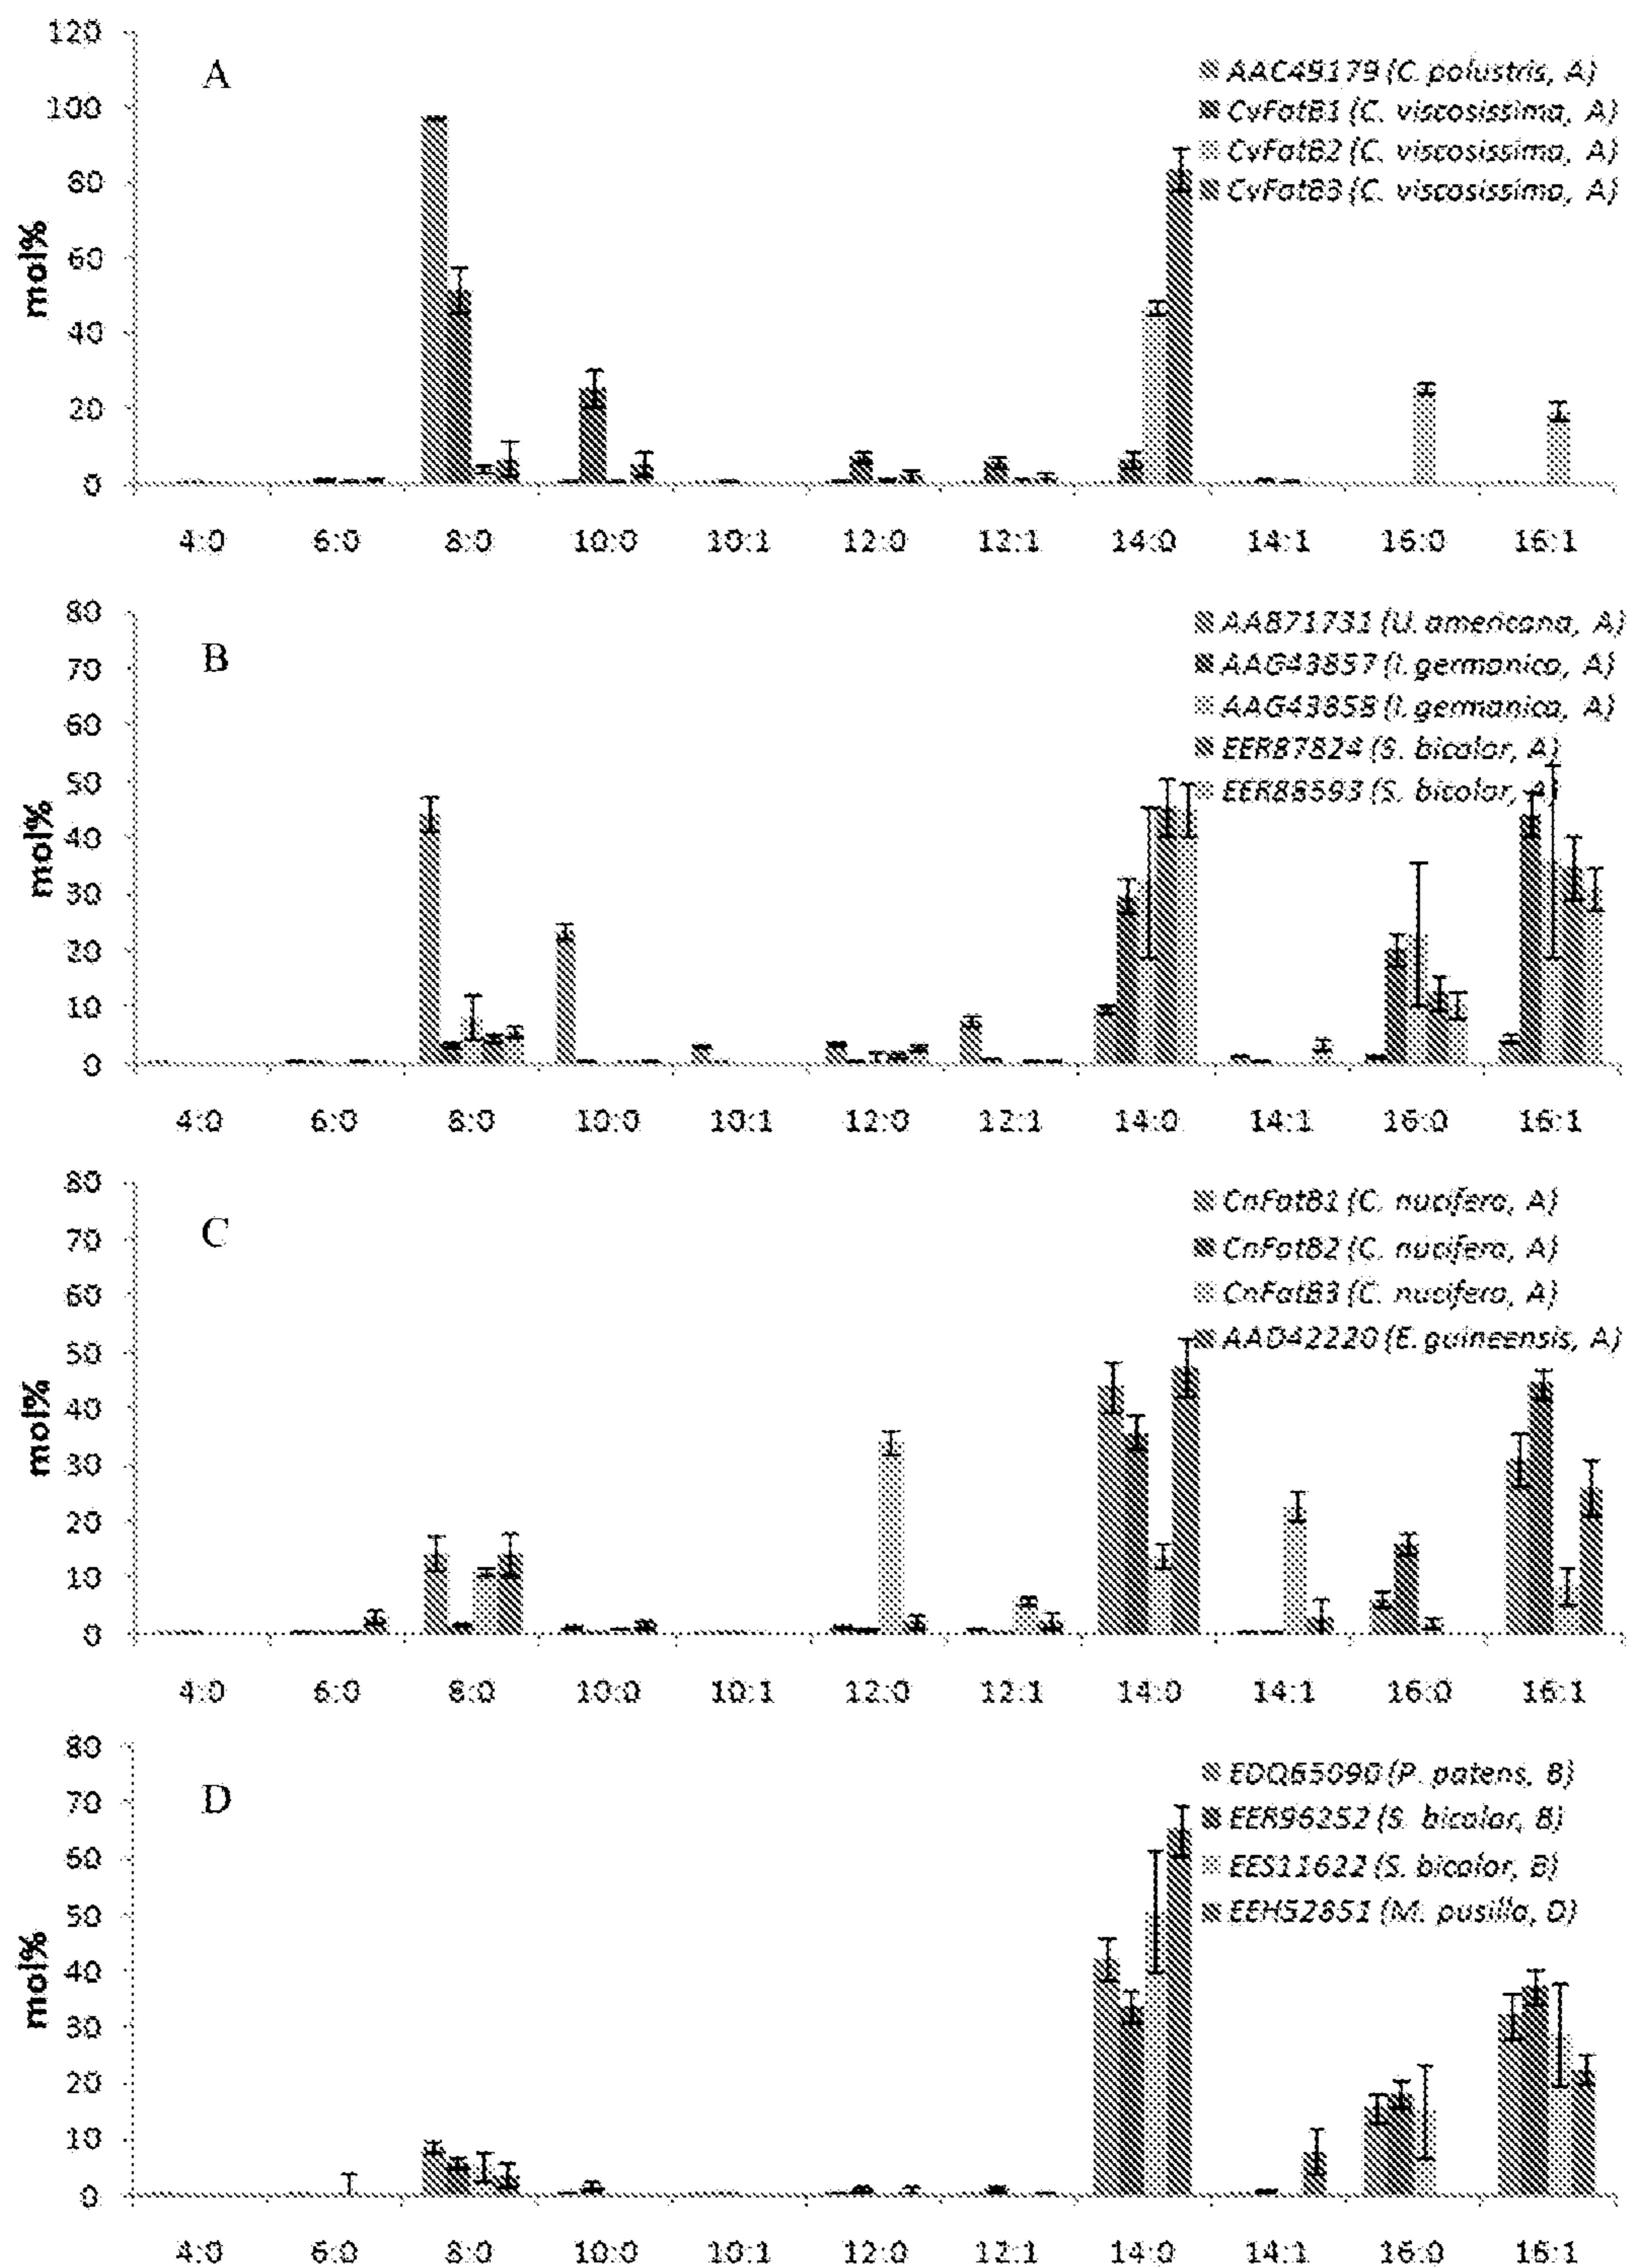 120
A
AAC49179 (C. palustris, A)
100
CvFatB1 (C. viscosissima, A)
CvFatB2 (C. viscosissima, A)
80
CvFatB3 (C. viscosissima, A)
mol%
60
40
20
0
4:0 6:0 8:0 10:0 10:1 12:0 12:1 14:0 14:1 16:0 16:1
80
AAB71731 (U. americana, A)
B
70
AAG43857 (I. germanica, A)
60
AAG43858 (I. germanica, A)
EER87824 (S. bicolor, A)
50
EER88593 (S. bicolor, A)
mol%
40
30
20
10
0
4:0 6:0 8:0 10:0 10:1 12:0 12:1 14:0 14:1 16:0 16:1
80
CnFatB1 (C. nucifera, A)
C
70
CnFatB2 (C. nucifera, A)
60
CnFatB3 (C. nucifera, A)
50
AAD42220 (E. guineensis, A)
mol%
40
30
20
10
0
4:0 6:0 8:0 10:0 10:1 12:0 12:1 14:0 14:1 16:0 16:1
80
EDQ65090 (P. patens, B)
D
70
EER96252 (S. bicolor, B)
60
EES11622 (S. bicolor, B)
50
EEH52851 (M. pusilla, D)
mol%
40
30
20
10
0
4:0 6:0 8:0 10:0 10:1 12:0 12:1 14:0 14:1 16:0 16:1